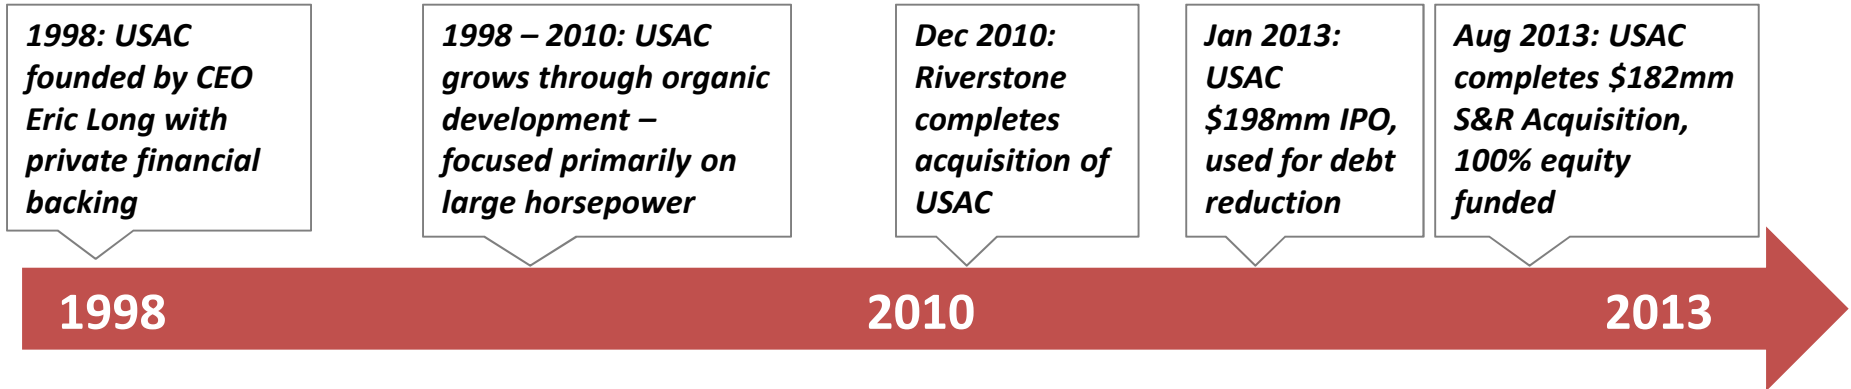 1998: USAC
founded by CEO
Eric Long with
private financial
backing
1998 – 2010: USAC
grows through organic
development –
focused primarily on
large horsepower
Dec 2010:
Riverstone
completes
acquisition of
USAC
Jan 2013:
USAC
$198mm IPO,
used for debt
reduction
Aug 2013: USAC
completes $182mm
S&R Acquisition,
100% equity
funded
1998
2010
2013